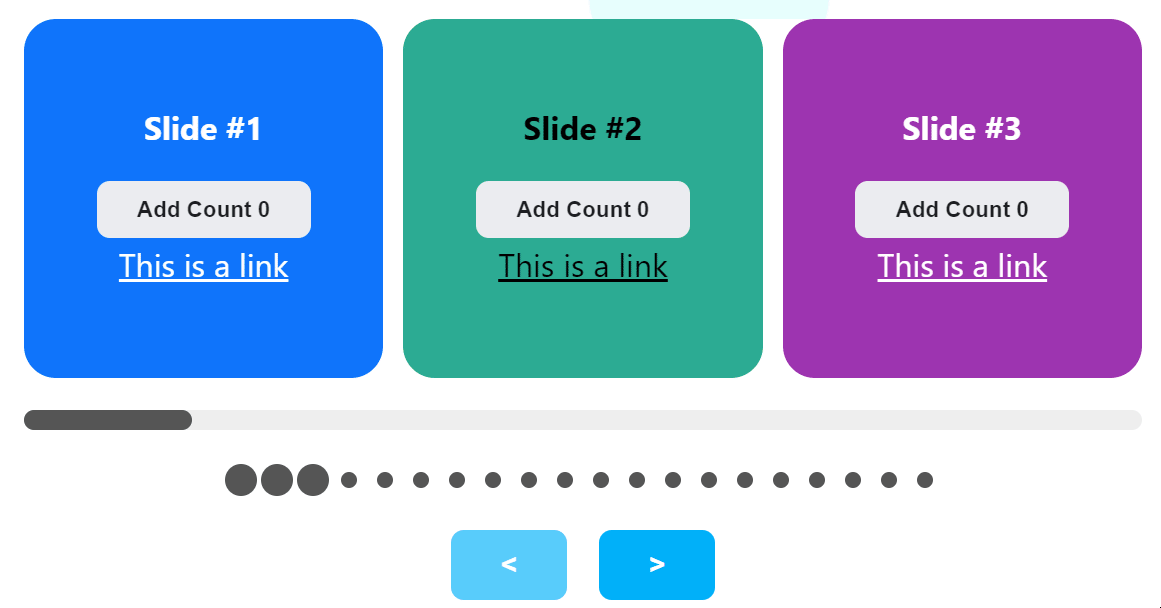 Slide #1
Add Count 0
This is a link
Slide #2
Add Count 0
This is a link
Slide #3
Add Count 0
This is a link
< >